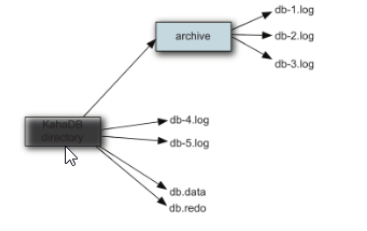 db-1.log
archive
db-2.log
db-3.log
KahaDB
directory
db-4.log
db-5.log
db.data
db.redo